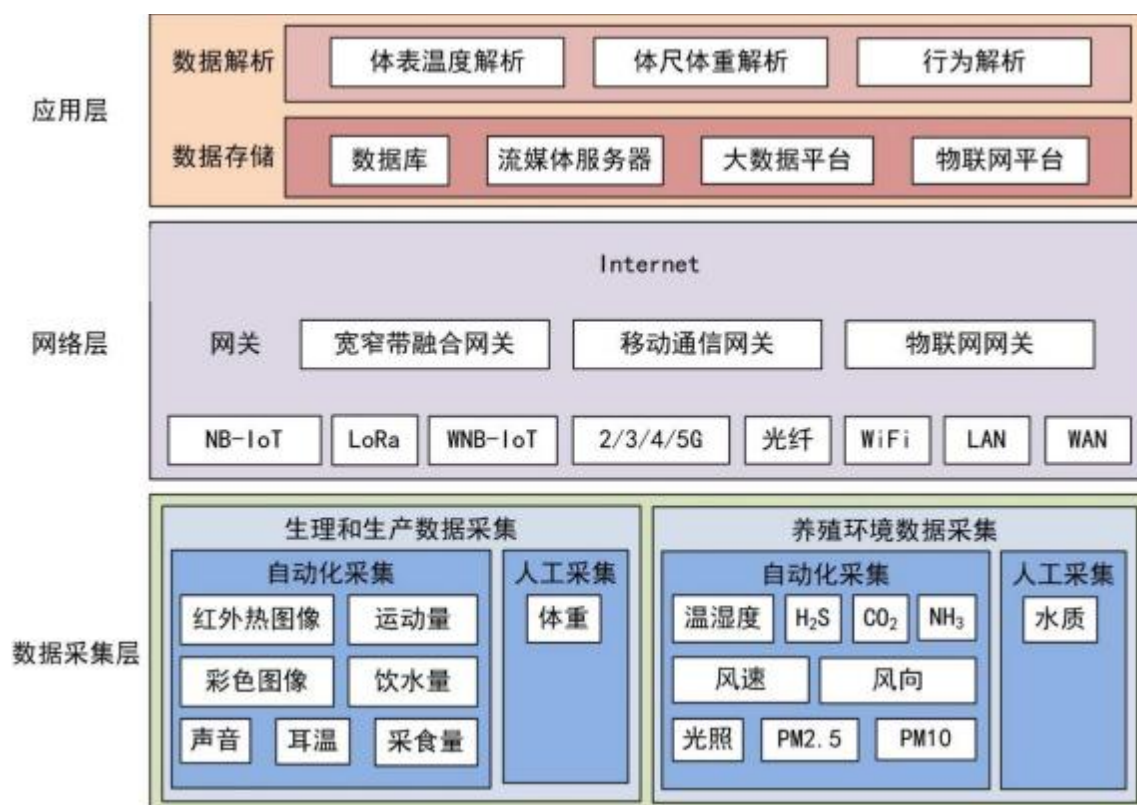 应用层
数据解析
体表温度解析 体尺体重解析 行为解析
数据存储
数据库 流媒体服务器 大数据平台 物联网平台
网络层
Internet
网关 宽窄带融合网关 移动通信网关 物联网网关
NB-IoT LoRa WNB-IoT 2/3/4/5G 光纤 WiFi LAN WAN
数据采集层
生理和生产数据采集
自动化采集
红外热图像 运动量
彩色图像 饮水量
声音 耳温 采食量
人工采集
体重
养殖环境数据采集
自动化采集
温湿度 H₂S CO₂ NH₃
风速 风向
光照 PM2.5 PM10
人工采集
水质